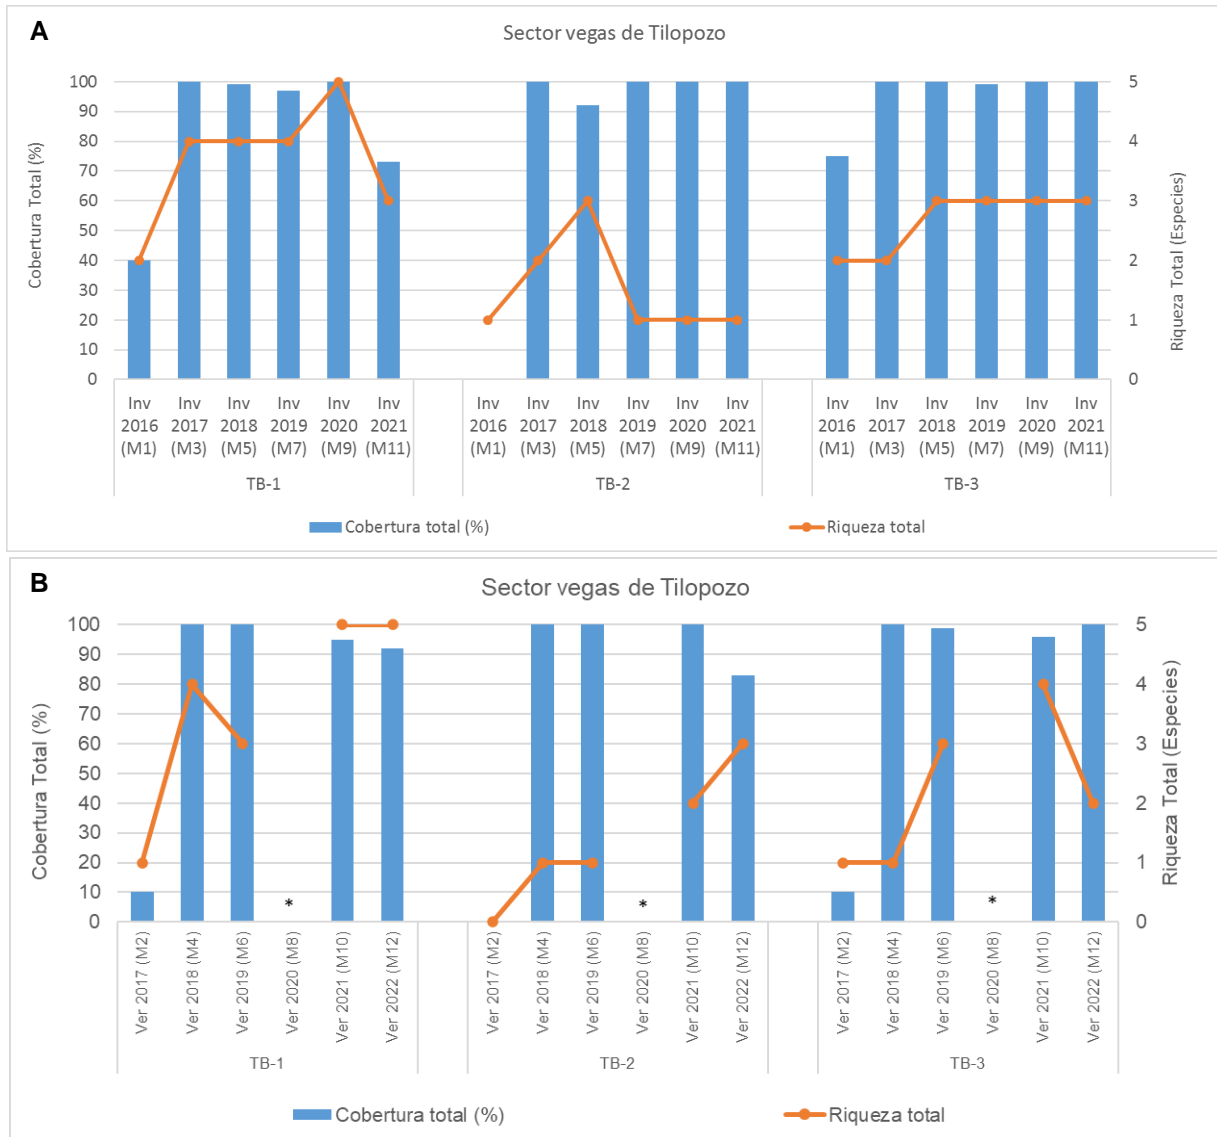 A
Sector vegas de Tilopozo
Cobertura Total (%)
100
90
80
70
60
50
40
30
20
10
0
5
4
3
2
1
0
Riqueza Total (Especies)
Inv 2016 (M1)
Inv 2017 (M3)
Inv 2018 (M5)
Inv 2019 (M7)
Inv 2020 (M9)
Inv 2021 (M11)
TB-1
Inv 2016 (M1)
Inv 2017 (M3)
Inv 2018 (M5)
Inv 2019 (M7)
Inv 2020 (M9)
Inv 2021 (M11)
TB-2
Inv 2016 (M1)
Inv 2017 (M3)
Inv 2018 (M5)
Inv 2019 (M7)
Inv 2020 (M9)
Inv 2021 (M11)
TB-3
Cobertura total (%)
Riqueza total
B
Sector vegas de Tilopozo
Cobertura Total (%)
100
90
80
70
60
50
40
30
20
10
0
5
4
3
2
1
0
Riqueza Total (Especies)
*
*
*
Ver 2017 (M2)
Ver 2018 (M4)
Ver 2019 (M6)
Ver 2020 (M8)
Ver 2021 (M10)
Ver 2022 (M12)
TB-1
Ver 2017 (M2)
Ver 2018 (M4)
Ver 2019 (M6)
Ver 2020 (M8)
Ver 2021 (M10)
Ver 2022 (M12)
TB-2
Ver 2017 (M2)
Ver 2018 (M4)
Ver 2019 (M6)
Ver 2020 (M8)
Ver 2021 (M10)
Ver 2022 (M12)
TB-3
Cobertura total (%)
Riqueza total